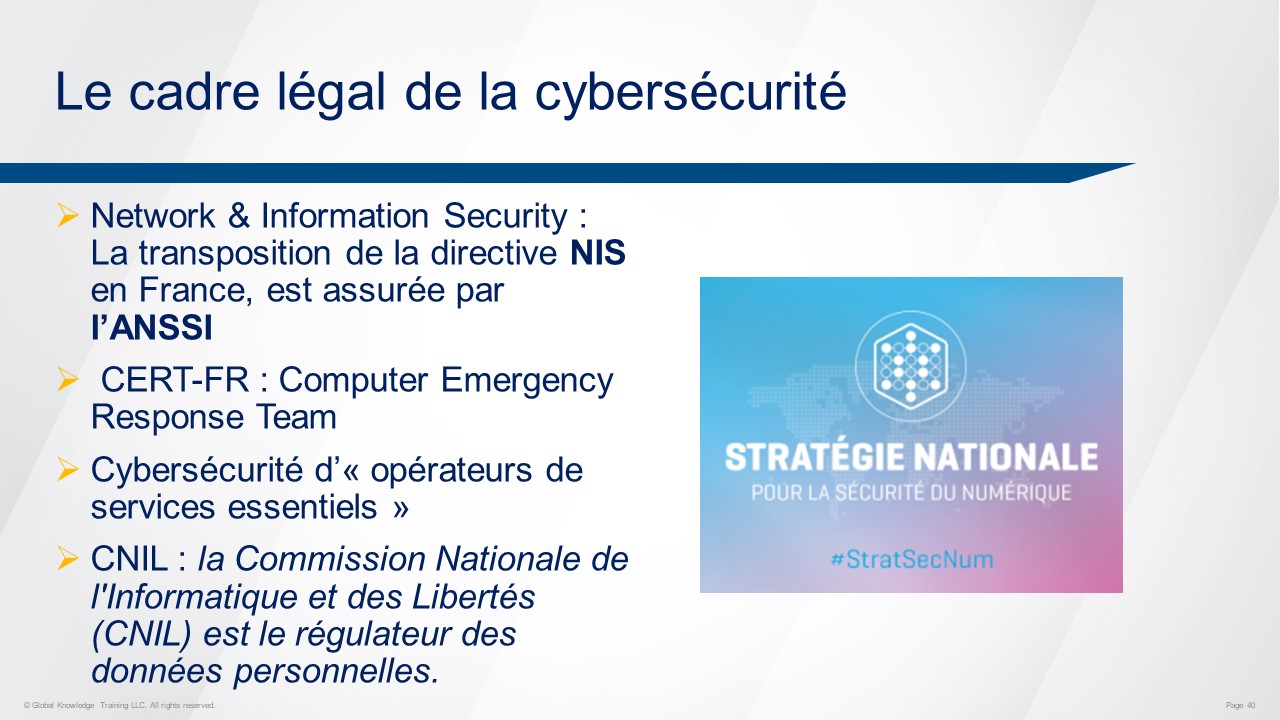 Le cadre légal de la cybersécurité
Network & Information Security :
La transposition de la directive NIS
en France, est assurée par
l’ANSSI
CERT-FR : Computer Emergency
Response Team
Cybersécurité d’« opérateurs de
services essentiels »
CNIL : la Commission Nationale de
l'Informatique et des Libertés
(CNIL) est le régulateur des
données personnelles.
STRATÉGIE NATIONALE
POUR LA SÉCURITÉ DU NUMÉRIQUE
#StratSecNum
© Global Knowledge Training LLC. All rights reserved.
Page 40